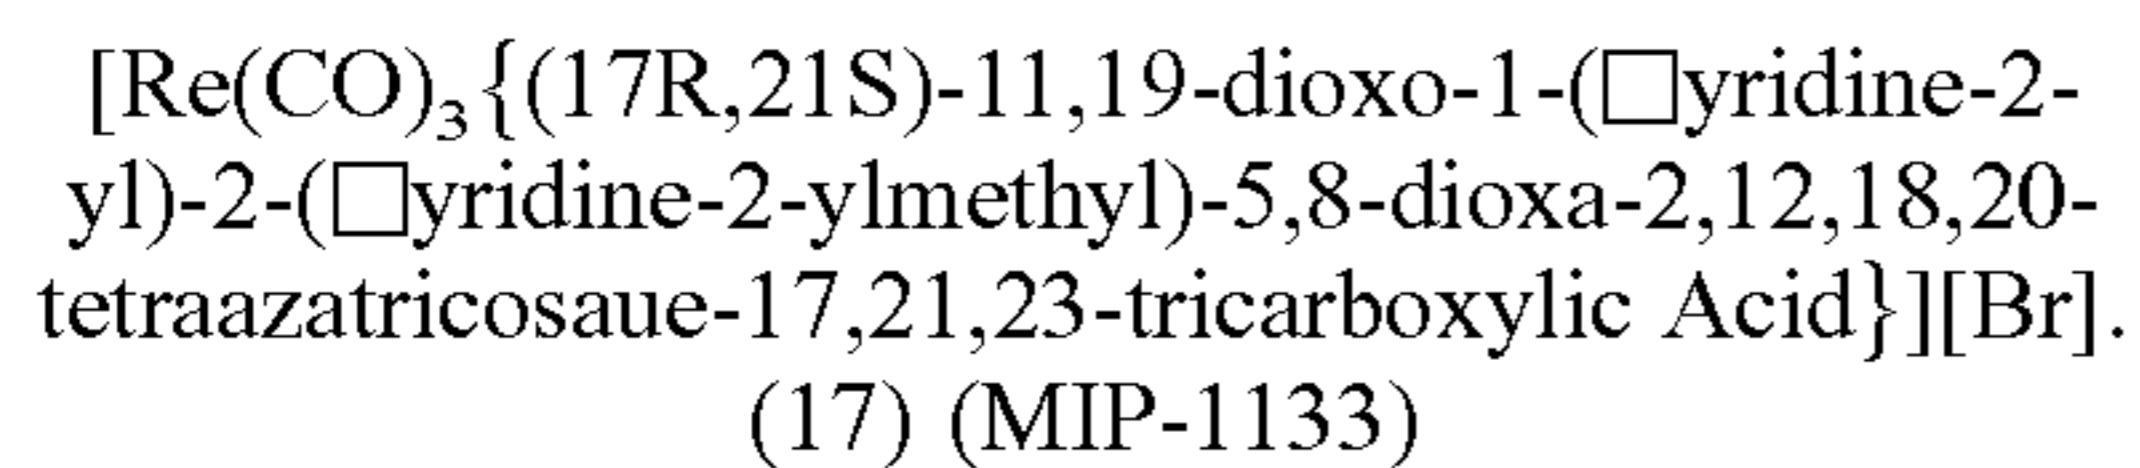 [Re(CO)₃{(17R,21S)-11,19-dioxo-1-(□yridine-2-
yl)-2-(□yridine-2-ylmethyl)-5,8-dioxa-2,12,18,20-
tetraazatricosaue-17,21,23-tricarboxylic Acid}][Br].
(17) (MIP-1133)